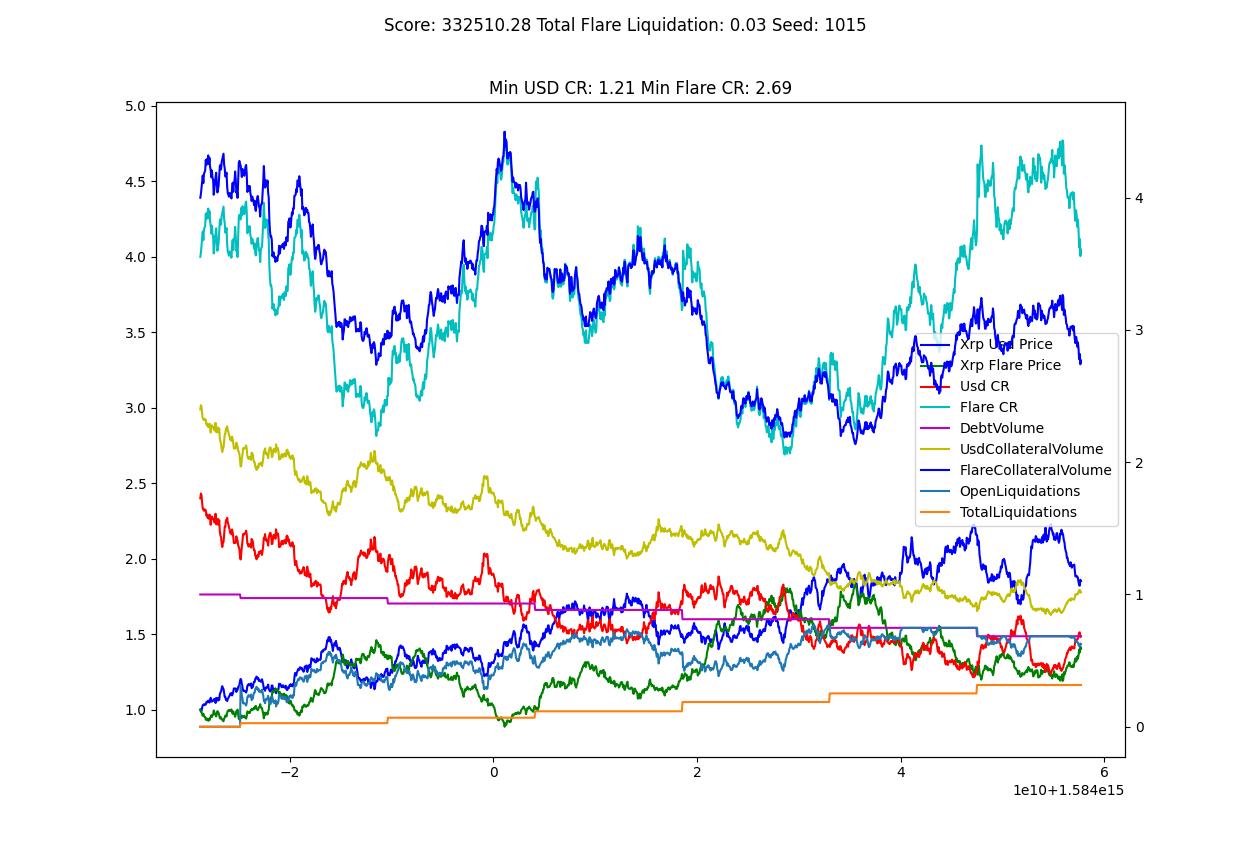 Score: 332510.28 Total Flare Liquidation: 0.03 Seed: 1015
Min USD CR: 1.21 Min Flare CR: 2.69
5.0
4.5
4.0
3.5
3.0
2.5
2.0
1.5
1.0
4
3
2
1
0
Xrp Usd Price
Xrp Flare Price
Usd CR
Flare CR
DebtVolume
UsdCollateralVolume
FlareCollateralVolume
OpenLiquidations
TotalLiquidations
−2
0
2
4
6
1e10+1.584e15